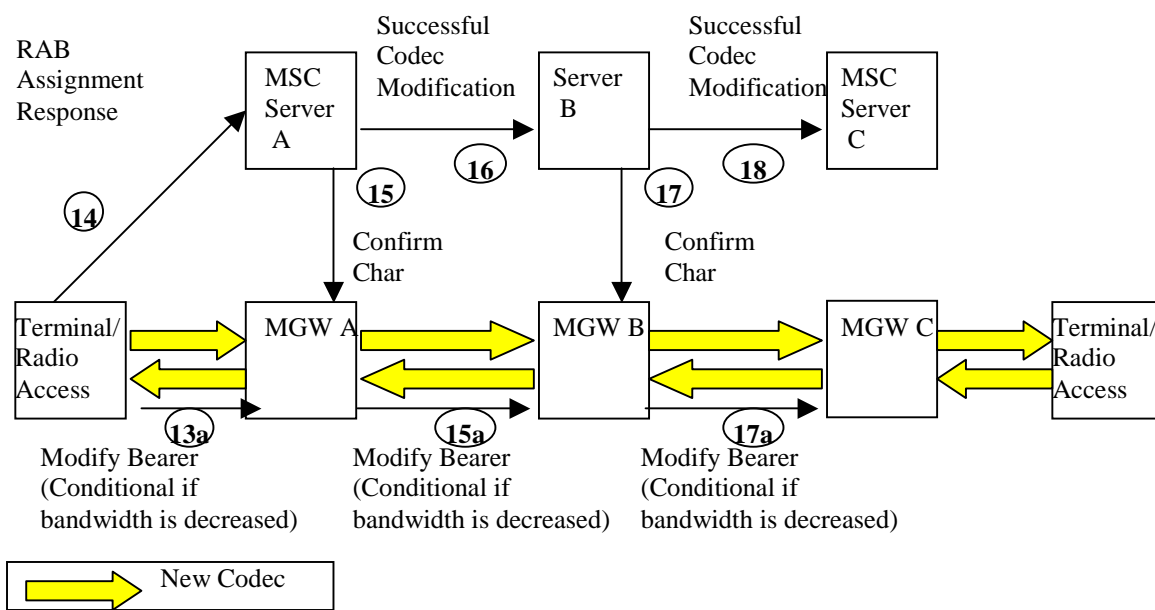 RAB
Assignment
Response
MSC
Server
A
Successful
Codec
Modification
Server
B
Successful
Codec
Modification
MSC
Server
C
14
15
16
17
18
Confirm
Char
Confirm
Char
Terminal/
Radio
Access
MGW A
MGW B
MGW C
Terminal/
Radio
Access
13a
15a
17a
Modify Bearer
(Conditional if
bandwidth is decreased)
Modify Bearer
(Conditional if
bandwidth is decreased)
Modify Bearer
(Conditional if
bandwidth is decreased)
New Codec